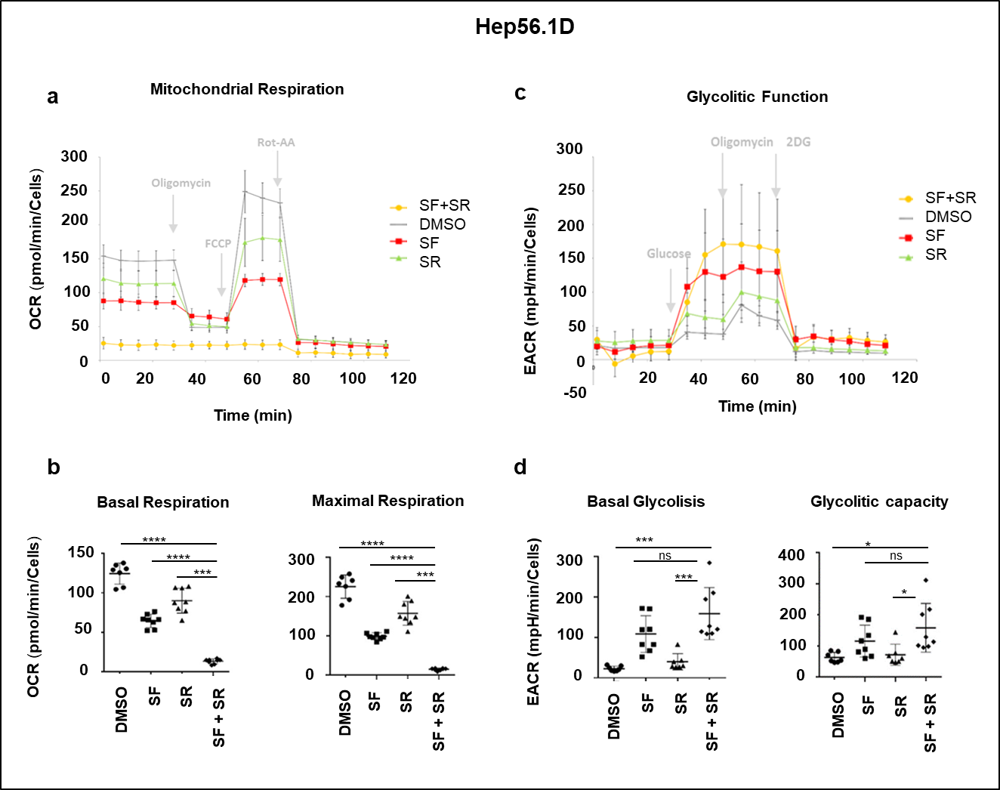 Hep56.1D
a
Mitochondrial Respiration
OCR (pmol/min/Cells)
300
250
200
150
100
50
0
Oligomycin
FCCP
Rot-AA
SF+SR
DMSO
SF
SR
0 20 40 60 80 100 120
Time (min)
c
Glycolitic Function
EACR (mpH/min/Cells)
300
250
200
150
100
50
0
-50
Glucose
Oligomycin
2DG
SF+SR
DMSO
SF
SR
0 20 40 60 80 100 120
Time (min)
b
Basal Respiration
OCR (pmol/min/Cells)
150
100
50
0
****
****
***
DMSO
SF
SR
SF + SR
Maximal Respiration
300
200
100
0
****
****
***
DMSO
SF
SR
SF + SR
d
Basal Glycolisis
EACR (mpH/min/Cells)
300
200
100
0
***
ns
***
DMSO
SF
SR
SF + SR
Glycolitic capacity
400
300
200
100
0
*
ns
*
DMSO
SF
SR
SF + SR